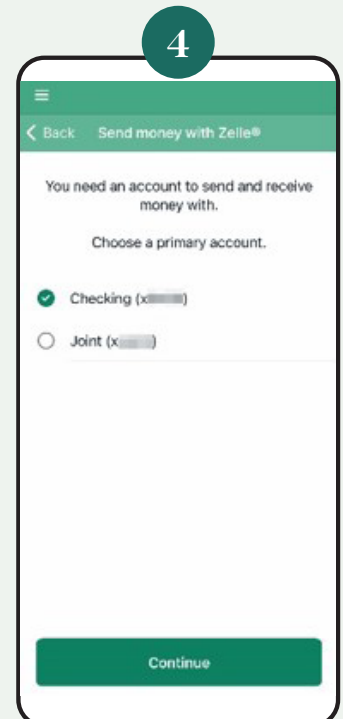 4
Back Send money with Zelle®
You need an account to send and receive
money with.
Choose a primary account.
Checking (x)
Joint (x)
Continue